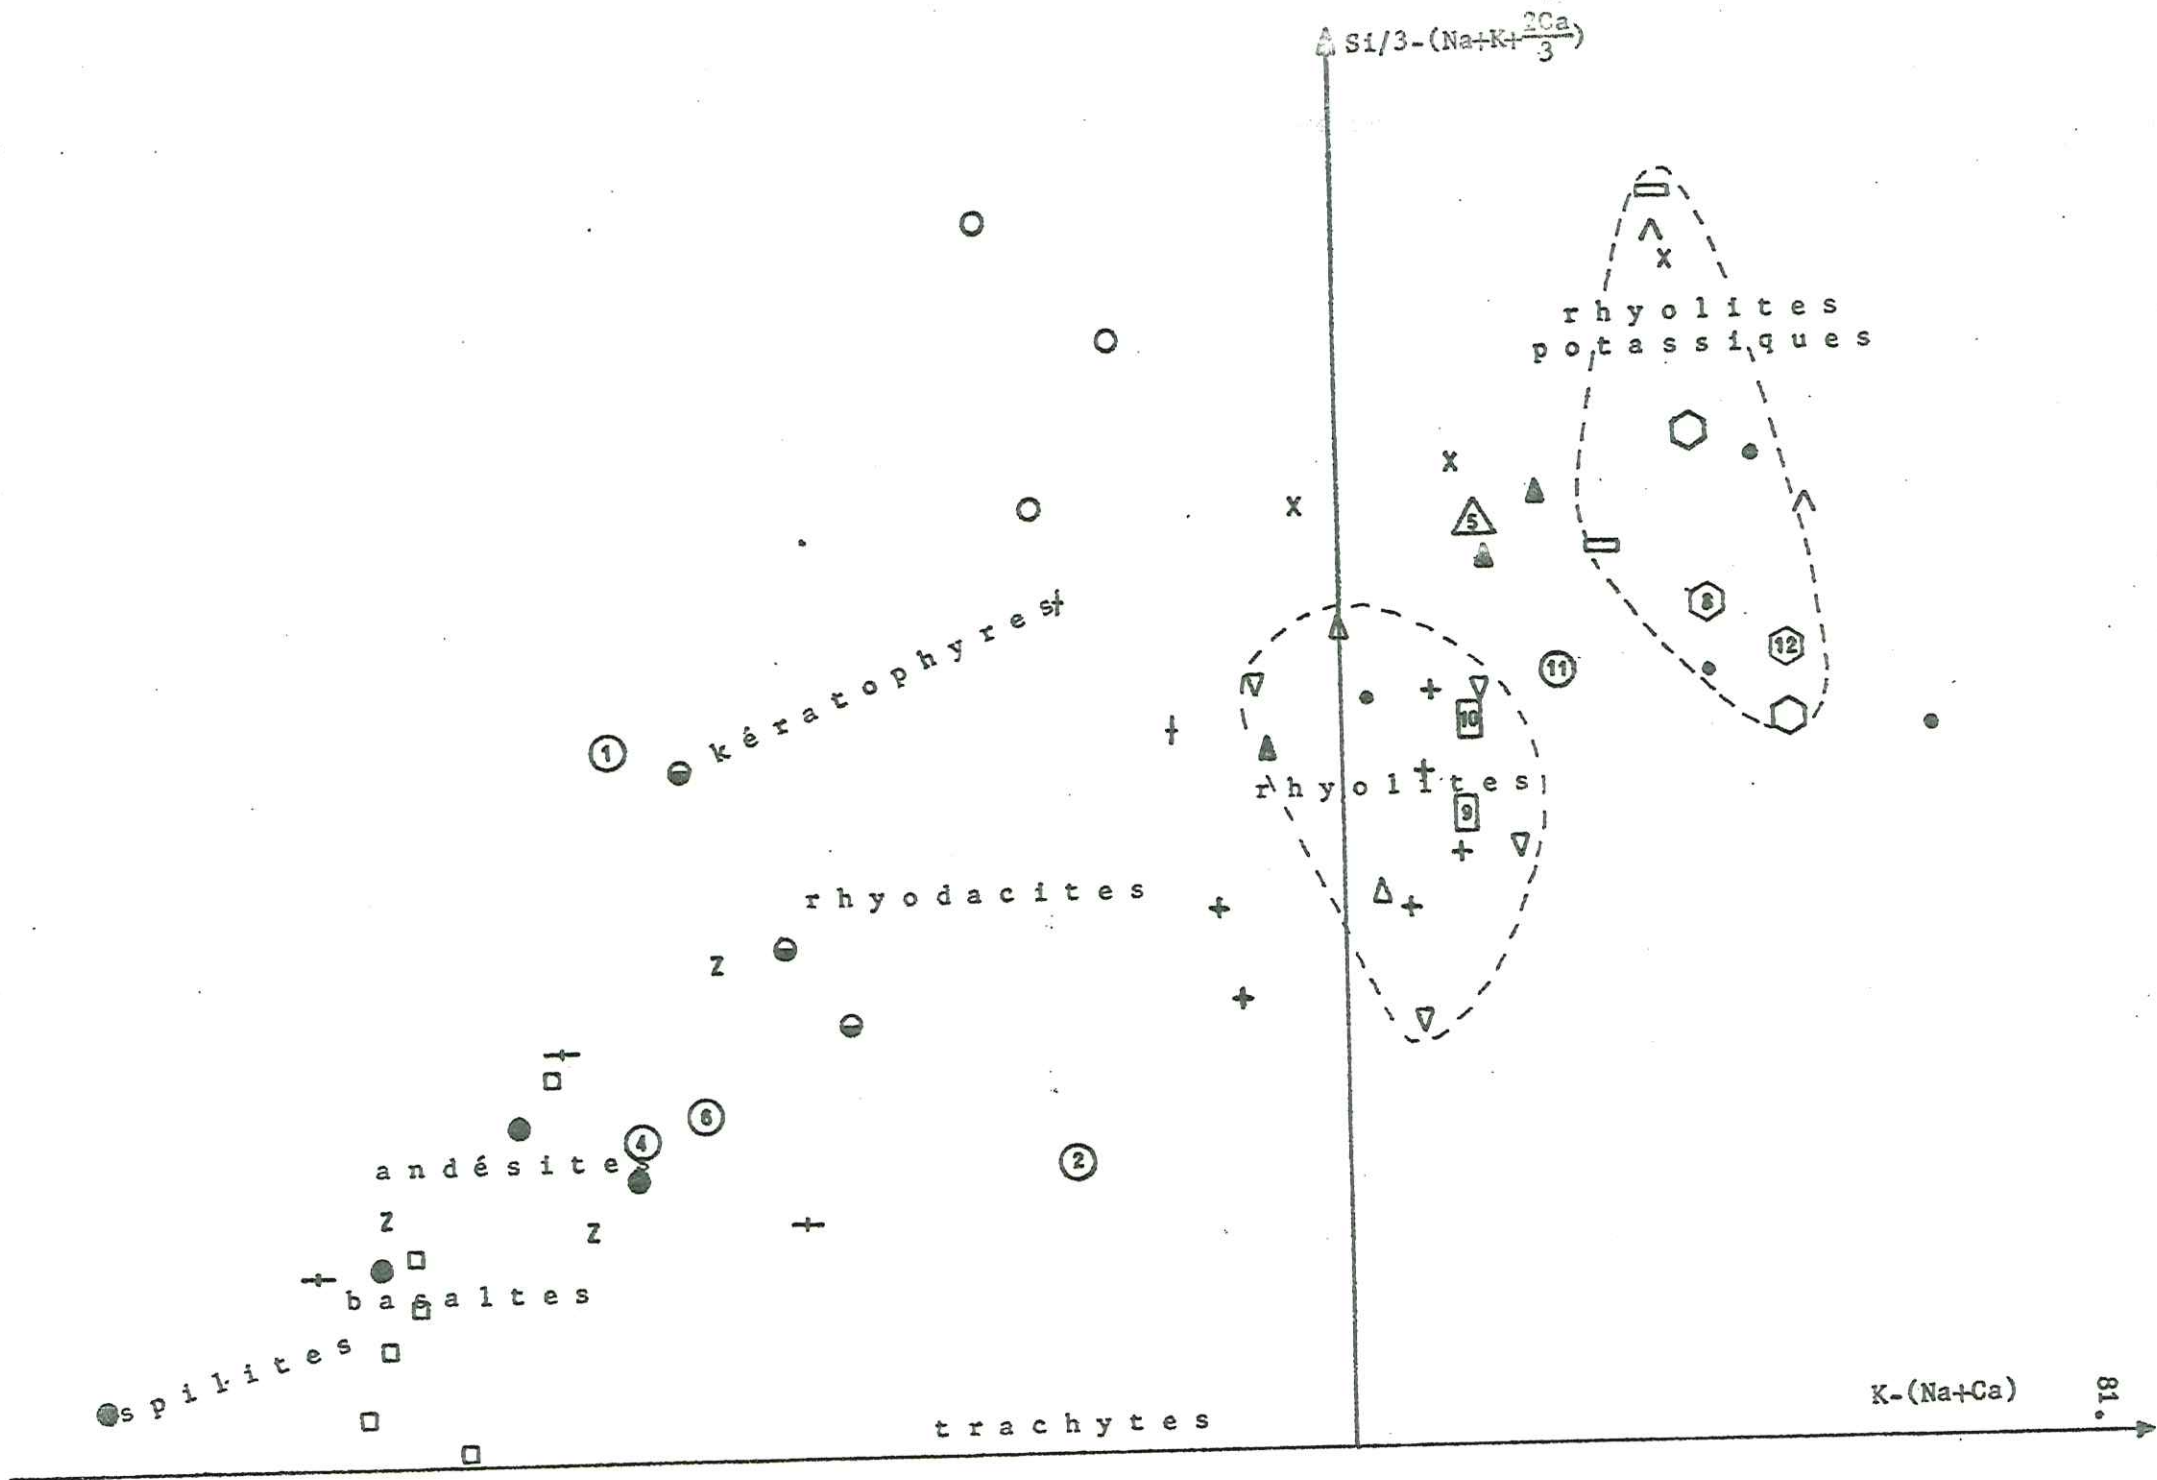 Si/3-(Na+K+2Ca/3)
rhyolites
potassiques
x
x
x
5
kératophyres
8
12
11
1
10
rhyolites
9
rhyodacites
z
6
4
andésites
2
z
z
basaltes
spilites
K-(Na+Ca)
81.
trachytes